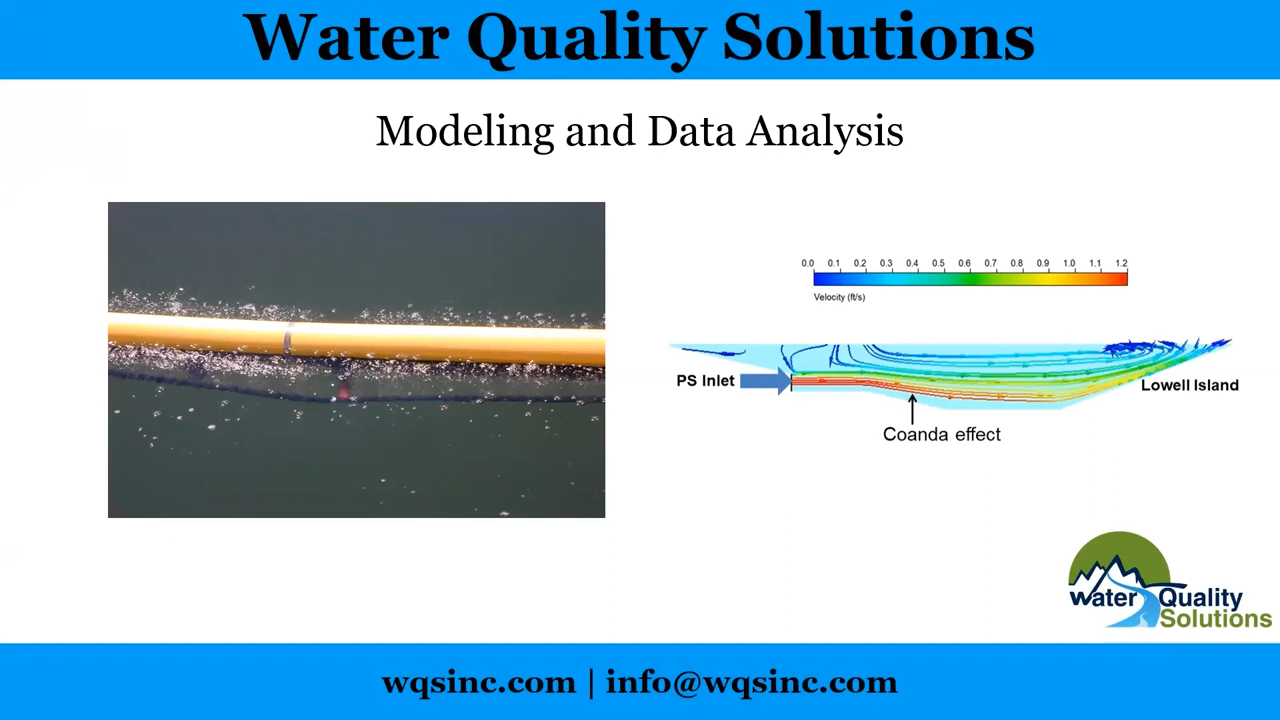 Water Quality Solutions
Modeling and Data Analysis
0.0 0.1 0.2 0.3 0.4 0.5 0.6 0.7 0.8 0.9 1.0 1.1 1.2
Velocity (ft/s)
PS Inlet
Lowell Island
Coanda effect
Water Quality
Solutions
wqsinc.com | info@wqsinc.com